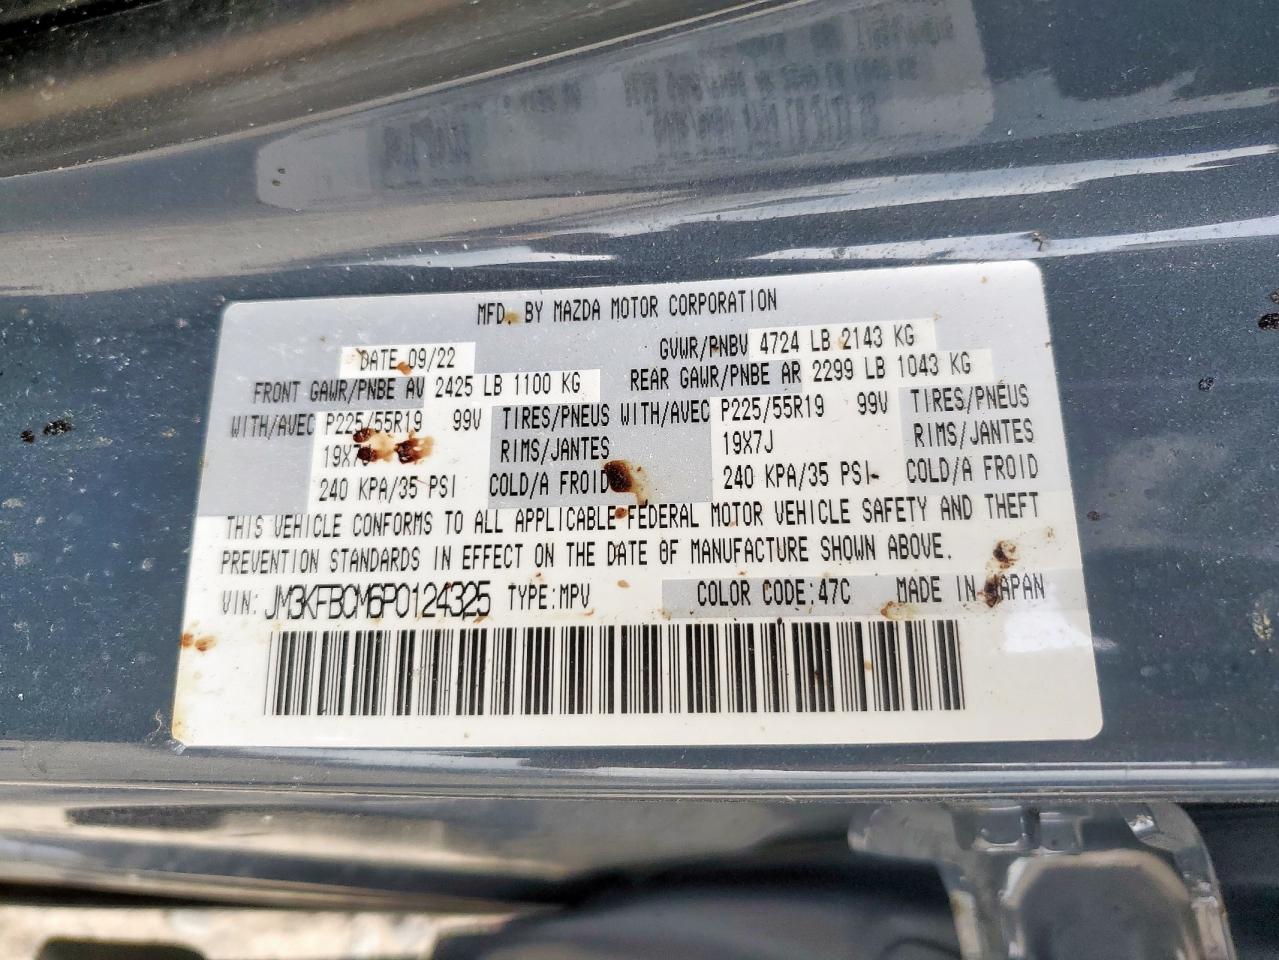 MFD. BY MAZDA MOTOR CORPORATION
DATE 09/22 GVWR/PNBV 4724 LB 2143 KG
FRONT GAWR/PNBE AV 2425 LB 1100 KG REAR GAWR/PNBE AR 2299 LB 1043 KG
WITH/AVEC P225/55R19 99V TIRES/PNEUS WITH/AVEC P225/55R19 99V TIRES/PNEUS
19X7J RIMS/JANTES 19X7J RIMS/JANTES
240 KPA/35 PSI COLD/A FROID 240 KPA/35 PSI COLD/A FROID
THIS VEHICLE CONFORMS TO ALL APPLICABLE FEDERAL MOTOR VEHICLE SAFETY AND THEFT
PREVENTION STANDARDS IN EFFECT ON THE DATE OF MANUFACTURE SHOWN ABOVE.
VIN: JM3KFBCM6P0124325 TYPE:MPV COLOR CODE:47C MADE IN JAPAN